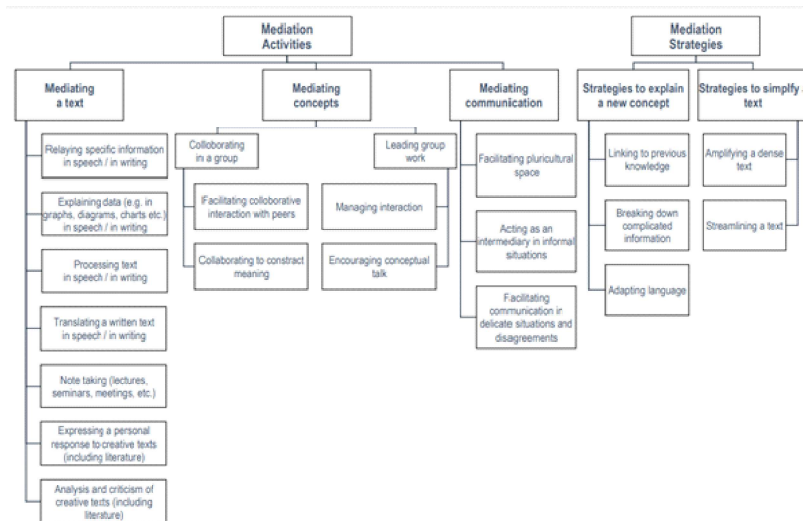 Mediation
Activities
Mediation
Strategies
Mediating
a text
Mediating
concepts
Mediating
communication
Strategies to explain
a new concept
Strategies to simplfy a
text
Relaying specific information
in speech / in writing
Explaining data (e.g. in
graphs, diagrams, charts etc.)
in speech / in writing
Processing text
in speech / in writing
Translating a written text
in speech / in writing
Note taking (lectures,
seminars, meetings, etc.)
Expressing a personal
response to creative texts
(including literature)
Analysis and criticism of
creative texts (including
literature)
Colloborating
in a group
Facilitating colloborative
interaction with peers
Collaborating to constract
meaning
Leading group
work
Managing interaction
Encouraging conceptual
talk
Facilitating pluricultural
space
Acting as an
intermediary in informal
situations
Facilitating
communication in
delicate situations and
disagreements
Linking to previous
knowledge
Breaking down
complicated
information
Adapting language
Amplifying a dense
text
Streamlining a text